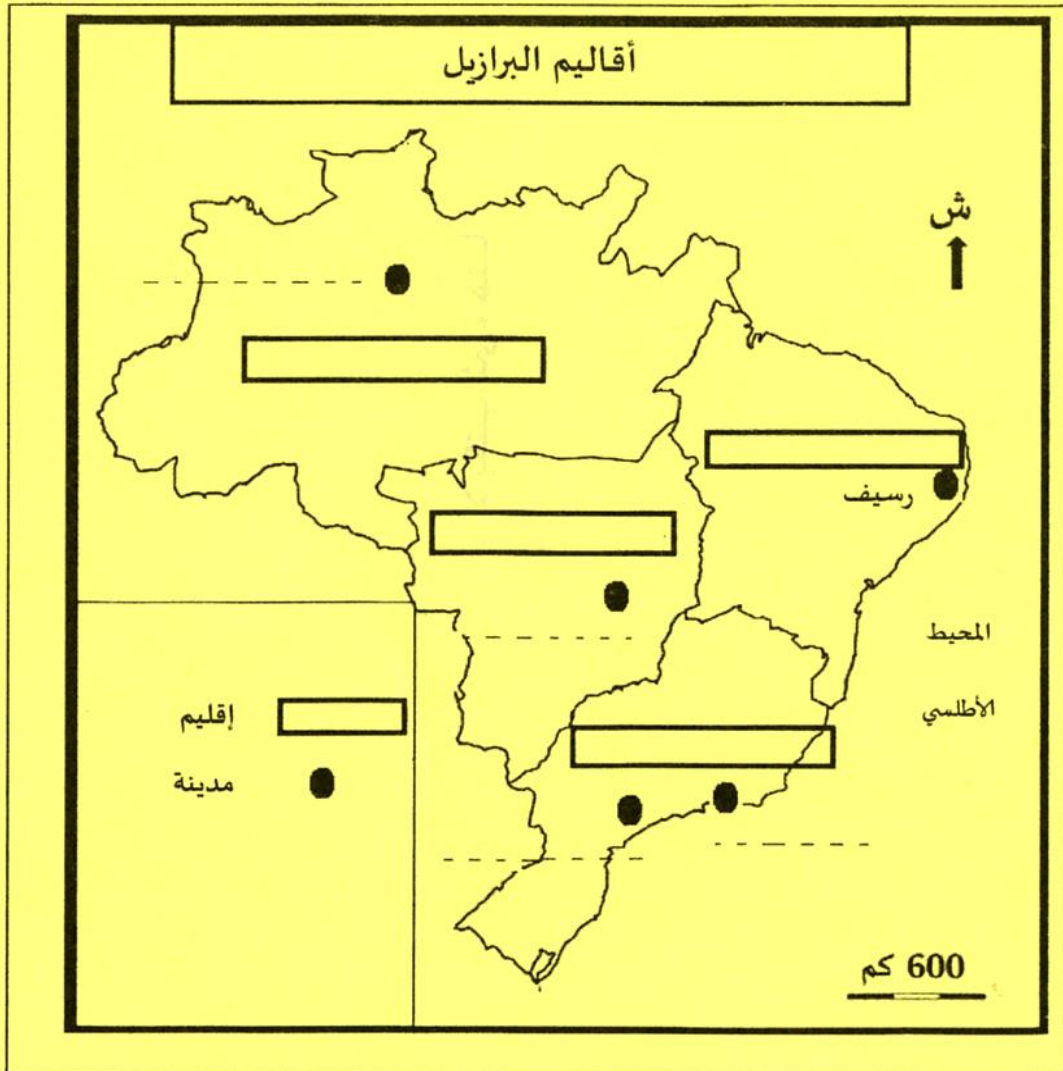 أقاليم البرازيل
ش
رسيف
المحيط
الأطلسي
إقليم
مدينة
600 كم